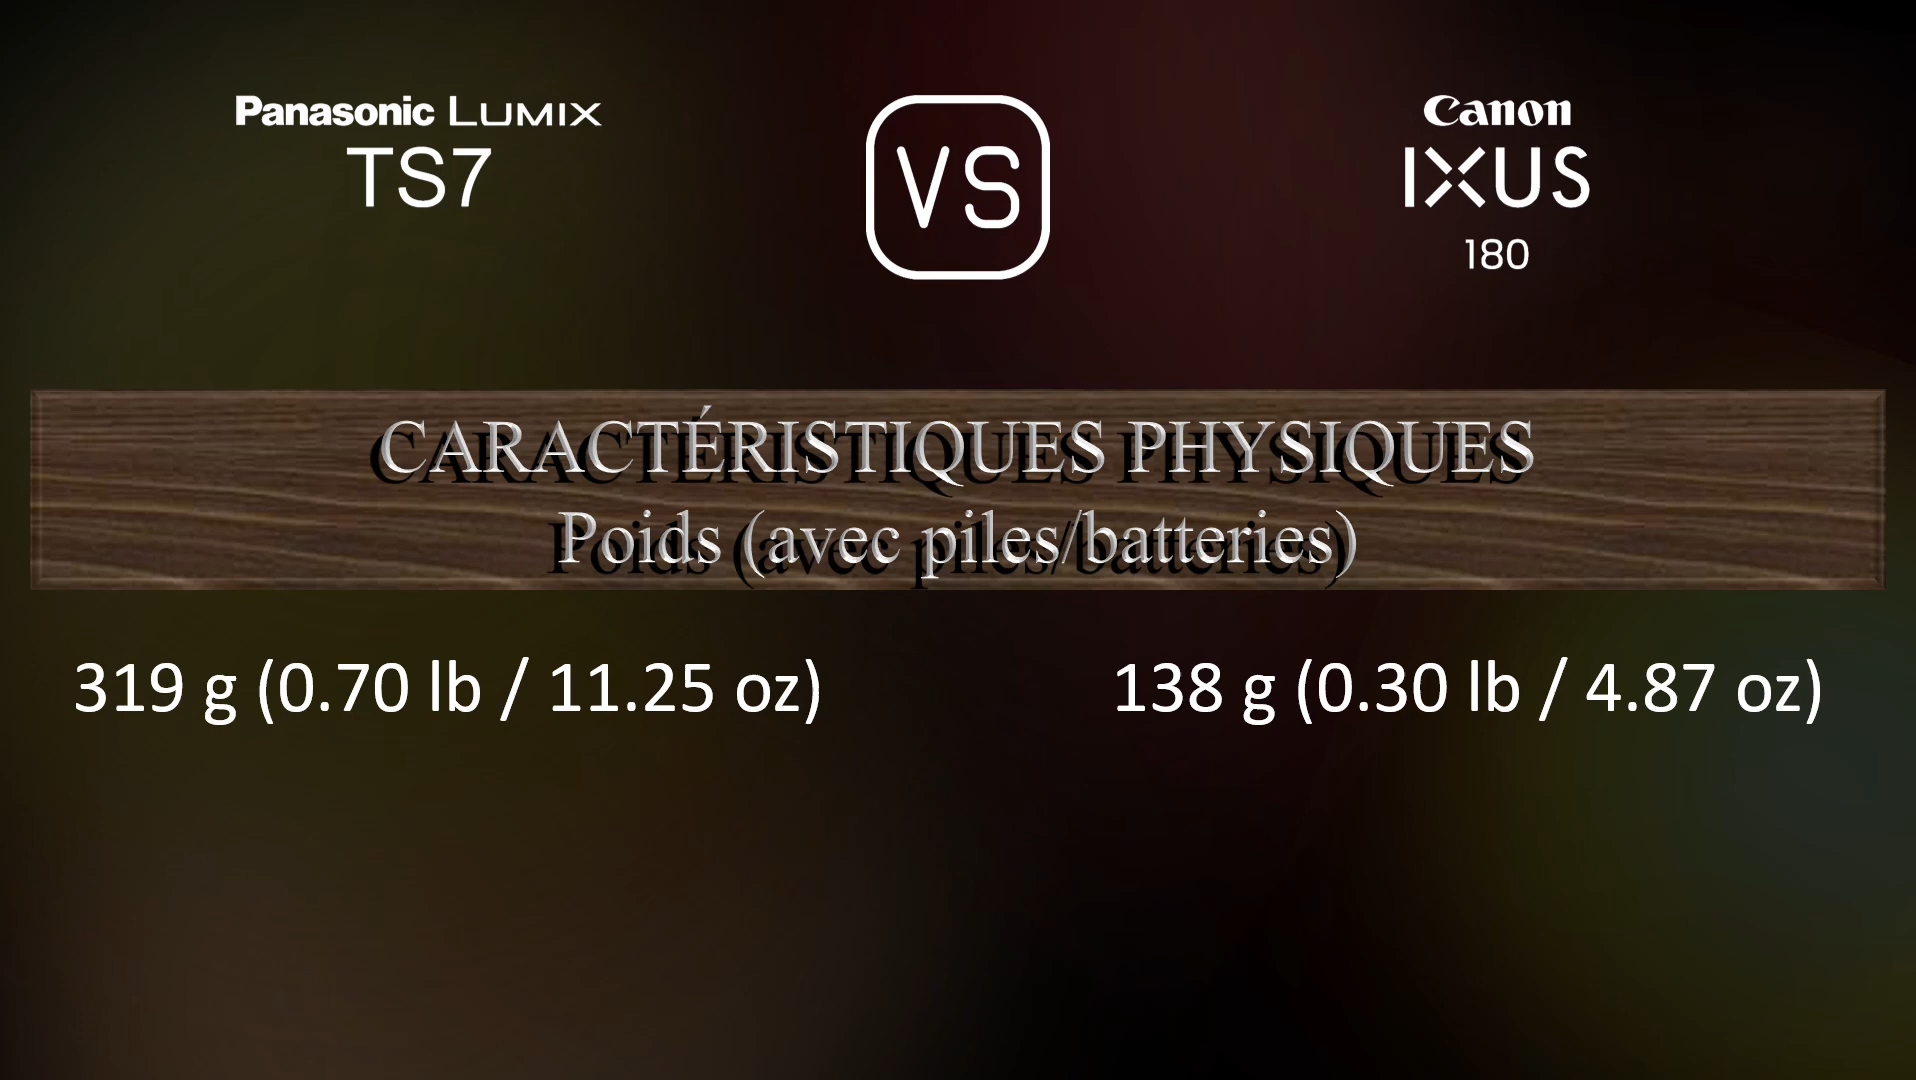 Panasonic LUMIX
TS7
VS
Canon
IXUS
180
CARACTÉRISTIQUES PHYSIQUES
Poids (avec piles/batteries)
319 g (0.70 lb / 11.25 oz)
138 g (0.30 lb / 4.87 oz)